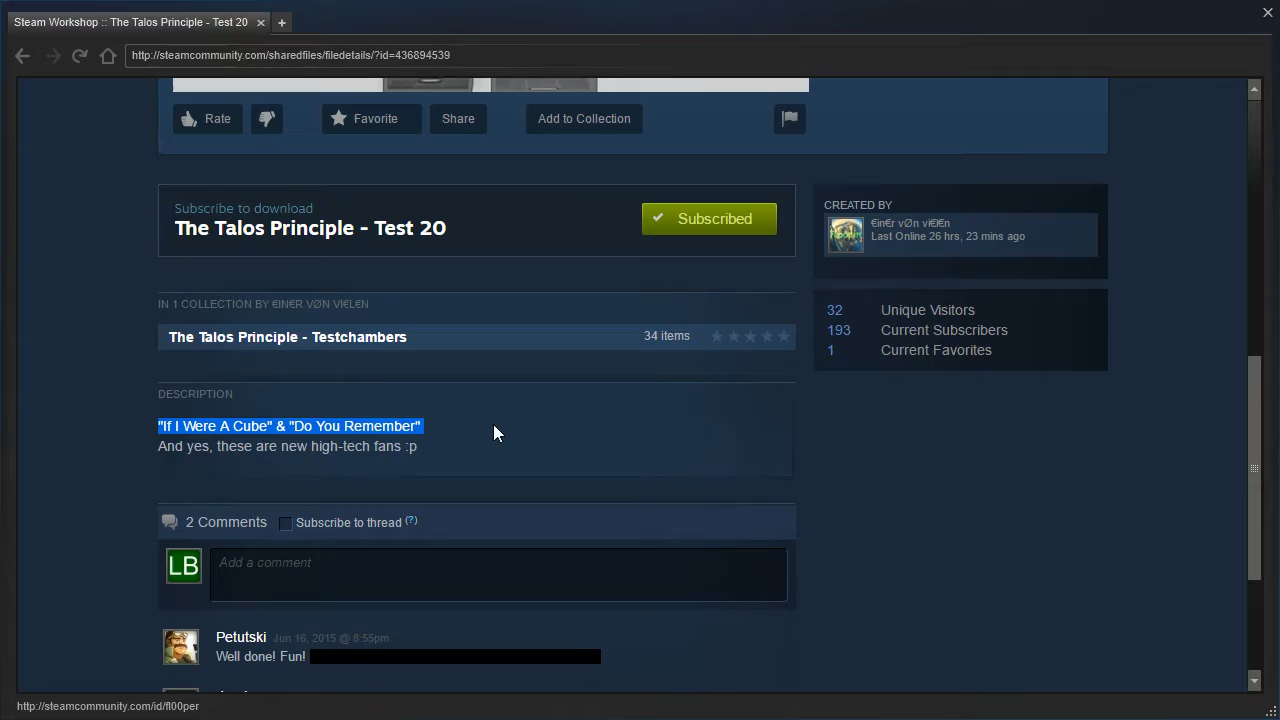 Steam Workshop :: The Talos Principle - Test 20
http://steamcommunity.com/sharedfiles/filedetails/?id=436894539
Rate
Favorite
Share
Add to Collection
Subscribe to download
The Talos Principle - Test 20
Subscribed
CREATED BY
€in€r vØn vi€l€n
Last Online 26 hrs, 23 mins ago
IN 1 COLLECTION BY €IN€R VØN VI€L€N
The Talos Principle - Testchambers
34 items
32 Unique Visitors
193 Current Subscribers
1 Current Favorites
DESCRIPTION
"If I Were A Cube" & "Do You Remember"
And yes, these are new high-tech fans :p
2 Comments
Subscribe to thread (?)
LB
Add a comment
Petutski Jun 16, 2015 @ 8:55pm
Well done! Fun!
http://steamcommunity.com/id/fl00per